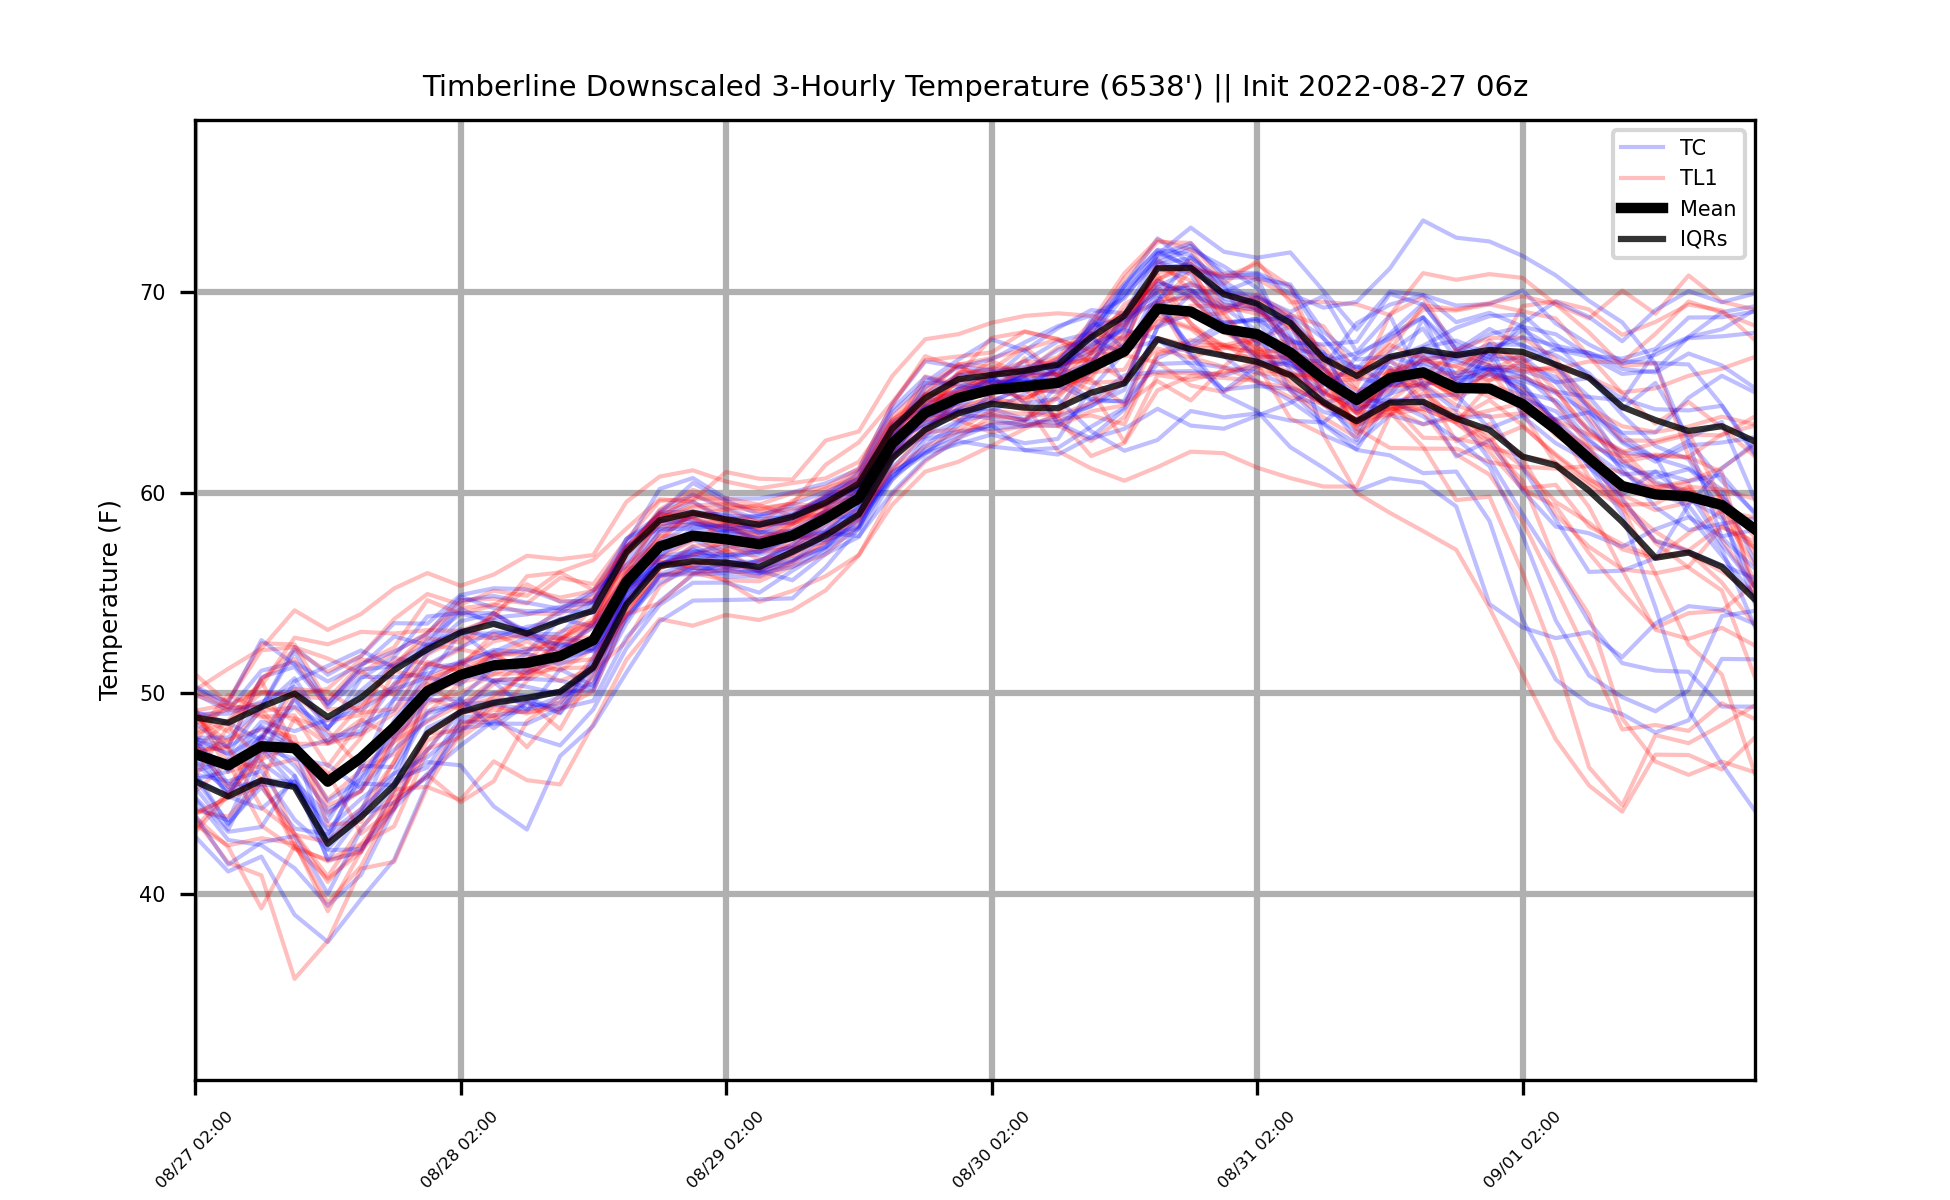 Timberline Downscaled 3-Hourly Temperature (6538') || Init 2022-08-27 06z
TC
TL1
Mean
IQRs
Temperature (F)
70
60
50
40
08/27 02:00
08/28 02:00
08/29 02:00
08/30 02:00
08/31 02:00
09/01 02:00